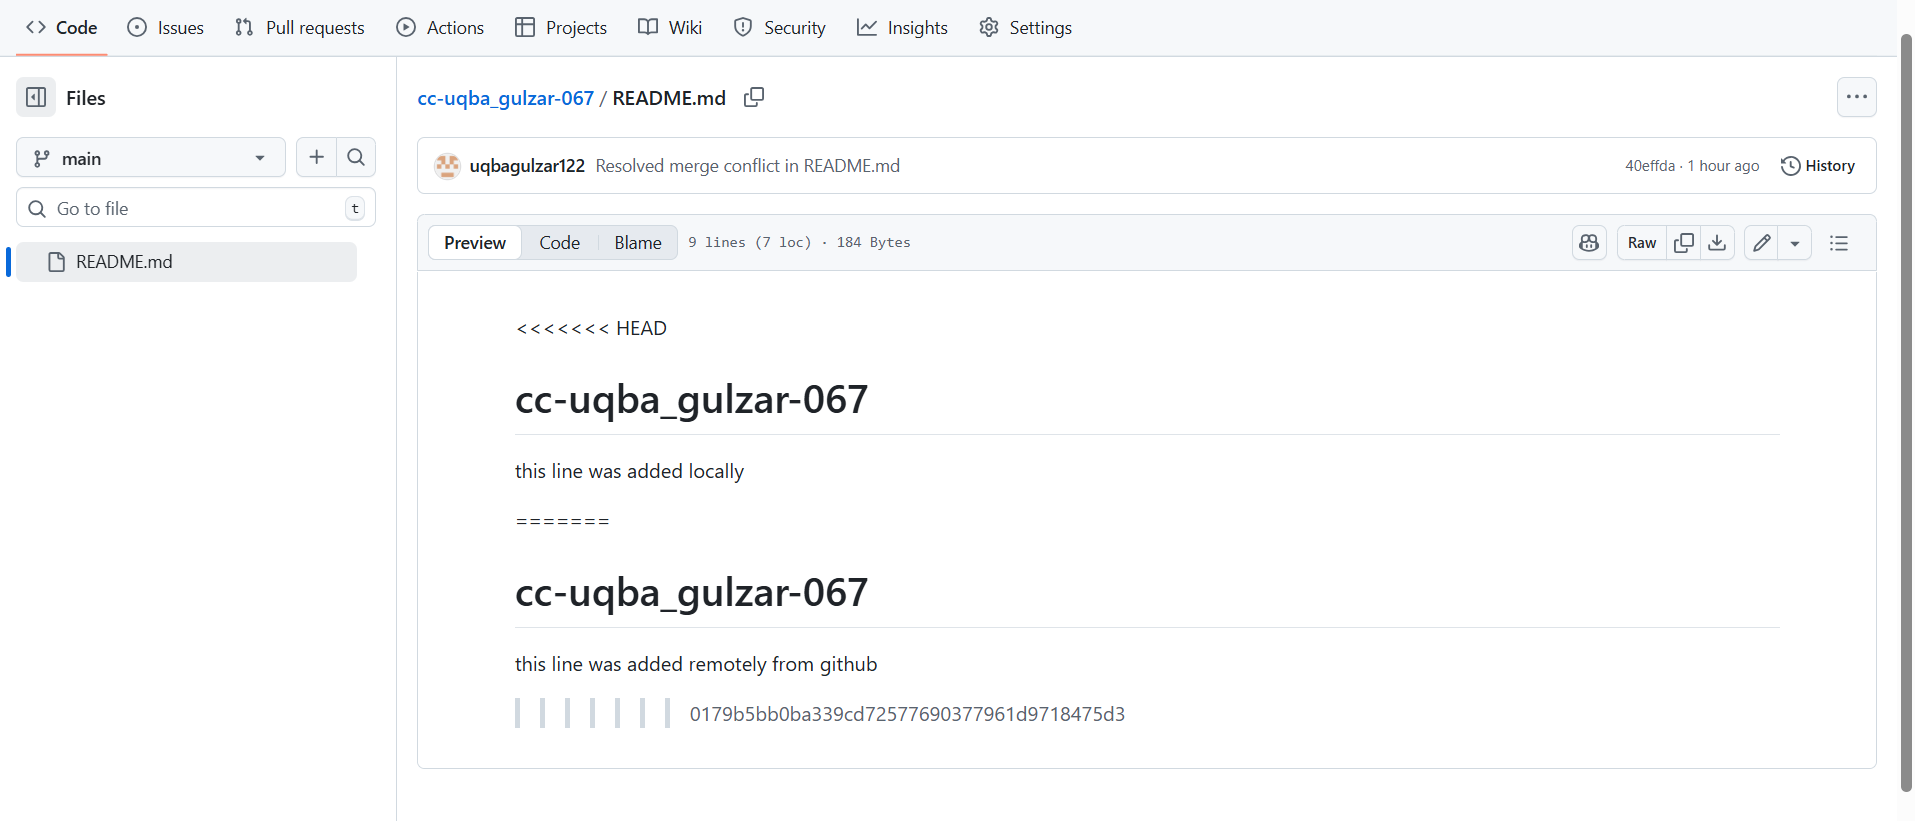 Code Issues Pull requests Actions Projects Wiki Security Insights Settings
Files
main
Go to file t
README.md
cc-uqba_gulzar-067 / README.md
uqbagulzar122 Resolved merge conflict in README.md 40effda · 1 hour ago History
Preview Code Blame 9 lines (7 loc) · 184 Bytes Raw
<<<<<<< HEAD
cc-uqba_gulzar-067
this line was added locally
=======
cc-uqba_gulzar-067
this line was added remotely from github
0179b5bb0ba339cd72577690377961d9718475d3